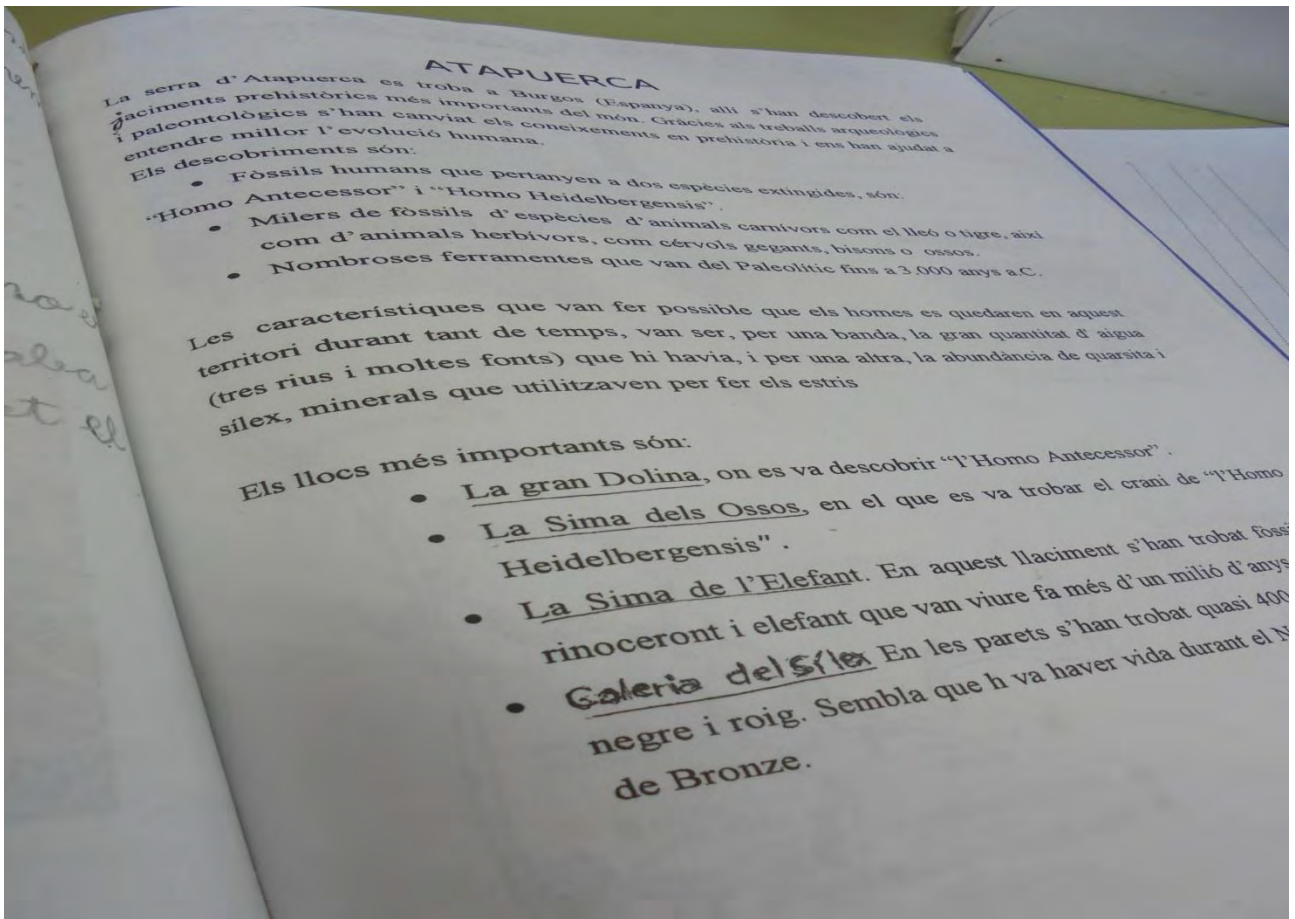 ATAPUERCA
La serra d'Atapuerca es troba a Burgos (Espanya), allí s'han descobert els
jaciments prehistòrics més importants del món. Gràcies als treballs arqueològics
i paleontològics s'han canviat els coneixements en prehistòria i ens han ajudat a
entendre millor l'evolució humana.
Els descobriments són:
• Fòssils humans que pertanyen a dos espècies extingides, són:
"Homo Antecessor" i "Homo Heidelbergensis".
• Milers de fòssils d'espècies d'animals carnívors com el lleó o tigre, així
com d'animals herbívors, com cérvols gegants, bisons o ossos.
• Nombroses ferramentes que van del Paleolític fins a 3.000 anys a.C.
Les característiques que van fer possible que els homes es quedaren en aquest
territori durant tant de temps, van ser, per una banda, la gran quantitat d' aigua
(tres rius i moltes fonts) que hi havia, i per una altra, la abundància de quarsita i
sílex, minerals que utilitzaven per fer els estris
Els llocs més importants són:
• La gran Dolina, on es va descobrir "l'Homo Antecessor" .
• La Sima dels Ossos, en el que es va trobar el crani de "l'Homo
Heidelbergensis" .
• La Sima de l'Elefant. En aquest llaciment s'han trobat
rinoceront i elefant que van viure fa més d'un milió d'anys
• Galeria del Sílex En les parets s'han trobat quasi 400
negre i roig. Sembla que h va haver vida durant el
de Bronze.